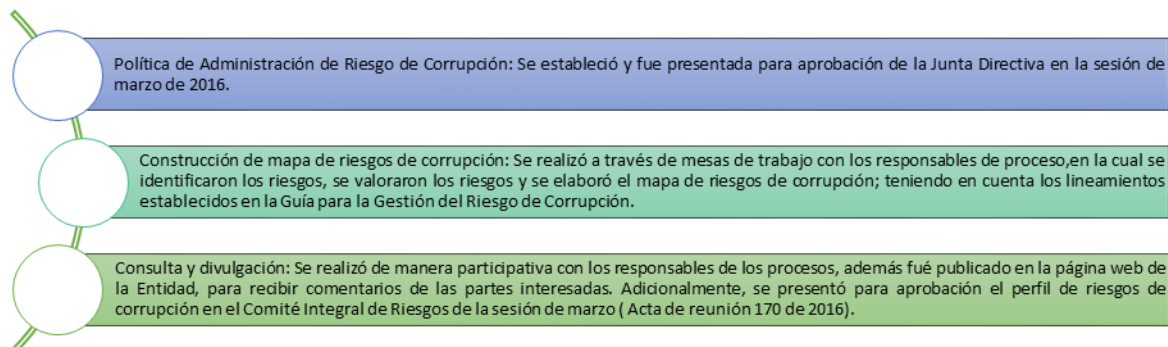 Política de Administración de Riesgo de Corrupción: Se estableció y fue presentada para aprobación de la Junta Directiva en la sesión de
marzo de 2016.
Construcción de mapa de riesgos de corrupción: Se realizó a través de mesas de trabajo con los responsables de proceso,en la cual se
identificaron los riesgos, se valoraron los riesgos y se elaboró el mapa de riesgos de corrupción; teniendo en cuenta los lineamientos
establecidos en la Guía para la Gestión del Riesgo de Corrupción.
Consulta y divulgación: Se realizó de manera participativa con los responsables de los procesos, además fué publicado en la página web de
la Entidad, para recibir comentarios de las partes interesadas. Adicionalmente, se presentó para aprobación el perfil de riesgos de
corrupción en el Comité Integral de Riesgos de la sesión de marzo ( Acta de reunión 170 de 2016).